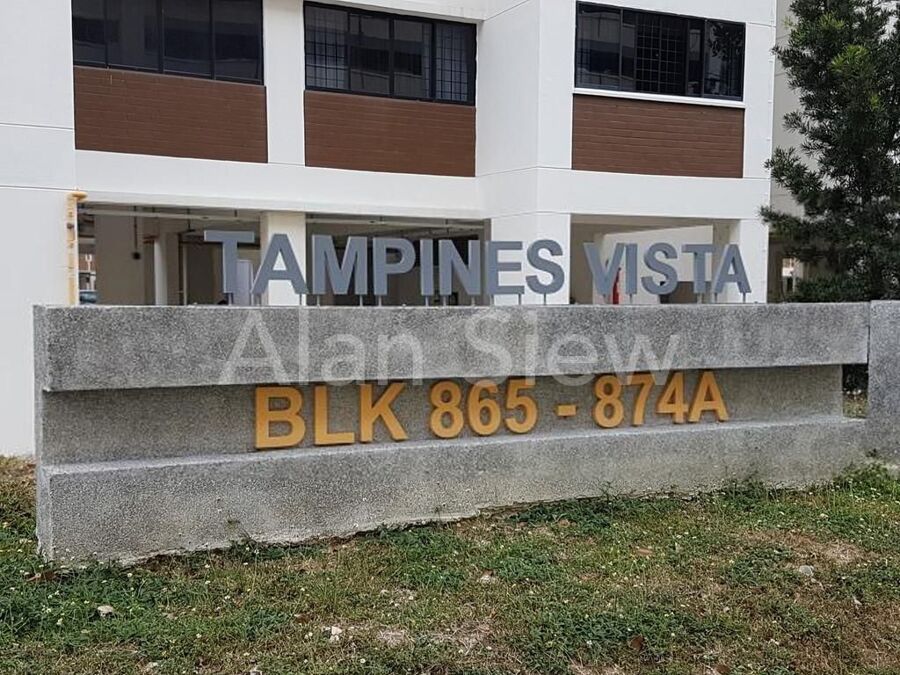 TAMPINES VISTA
Alan Siew
BLK 865 - 874A